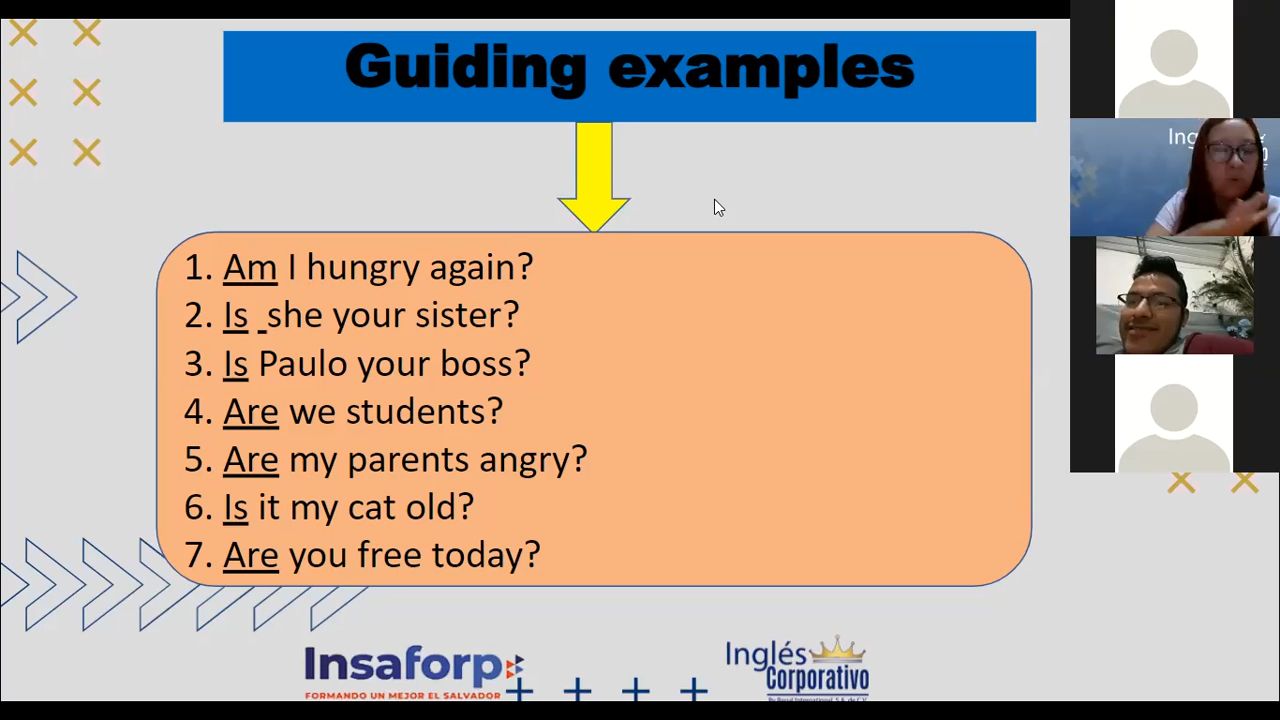 Guiding examples
1. Am I hungry again?
2. Is _she your sister?
3. Is Paulo your boss?
4. Are we students?
5. Are my parents angry?
6. Is it my cat old?
7. Are you free today?
Insaforp
FORMANDO UN MEJOR EL SALVADOR
Inglés
Corporativo